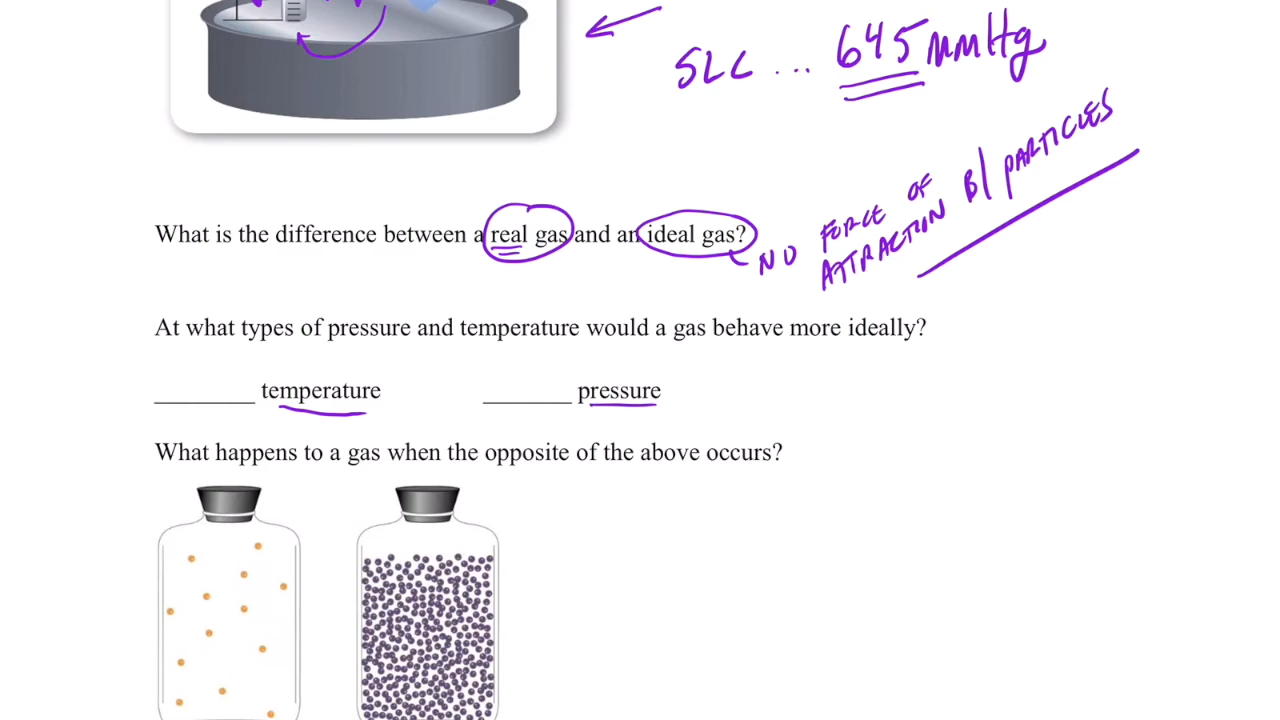 SLC ... 645 mmHg
What is the difference between a real gas and an ideal gas?
NO FORCE OF
ATTRACTION B/ PARTICLES
At what types of pressure and temperature would a gas behave more ideally?
________ temperature _______ pressure
What happens to a gas when the opposite of the above occurs?